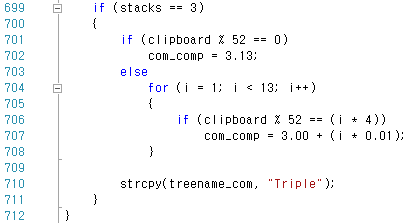 699 if (stacks == 3)
700 {
701 if (clipboard % 52 == 0)
702 com_comp = 3.13;
703 else
704 for (i = 1; i < 13; i++)
705 {
706 if (clipboard % 52 == (i * 4))
707 com_comp = 3.00 + (i * 0.01);
708 }
709
710 strcpy(treename_com, "Triple");
711 }
712 }